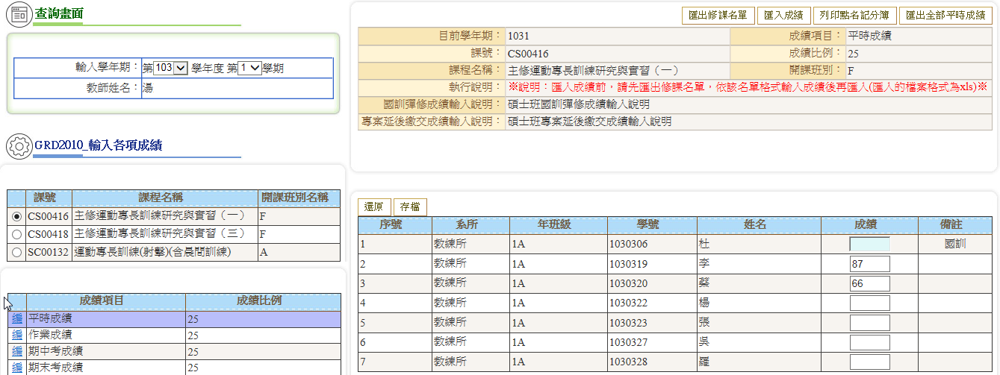 查詢畫面
輸入學年期： 第 103 學年度 第 1 學期
教師姓名： 湯
GRD2010_輸入各項成績
課號 課程名稱 開課班別名稱
CS00416 主修運動專長訓練研究與實習（一） F
CS00418 主修運動專長訓練研究與實習（三） F
SC00132 運動專長訓練(射擊)(含晨間訓練) A
成績項目 成績比例
編 平時成績 25
編 作業成績 25
編 期中考成績 25
編 期末考成績 25
匯出修課名單 匯入成績 列印點名記分簿 匯出全部平時成績
目前學年期： 1031 成績項目： 平時成績
課號： CS00416 成績比例： 25
課程名稱： 主修運動專長訓練研究與實習（一） 開課班別： F
執行說明： ※說明：匯入成績前，請先匯出修課名單，依該名單格式輸入成績後再匯入(匯入的檔案格式為xls)※
國訓彈修成績輸入說明： 碩士班國訓彈修成績輸入說明
專案延後繳交成績輸入說明： 碩士班專案延後繳交成績輸入說明
還原 存檔
序號 系所 年班級 學號 姓名 成績 備註
1 教練所 1A 1030306 杜 國訓
2 教練所 1A 1030319 李 87
3 教練所 1A 1030320 蔡 66
4 教練所 1A 1030322 楊
5 教練所 1A 1030323 張
6 教練所 1A 1030327 吳
7 教練所 1A 1030328 羅